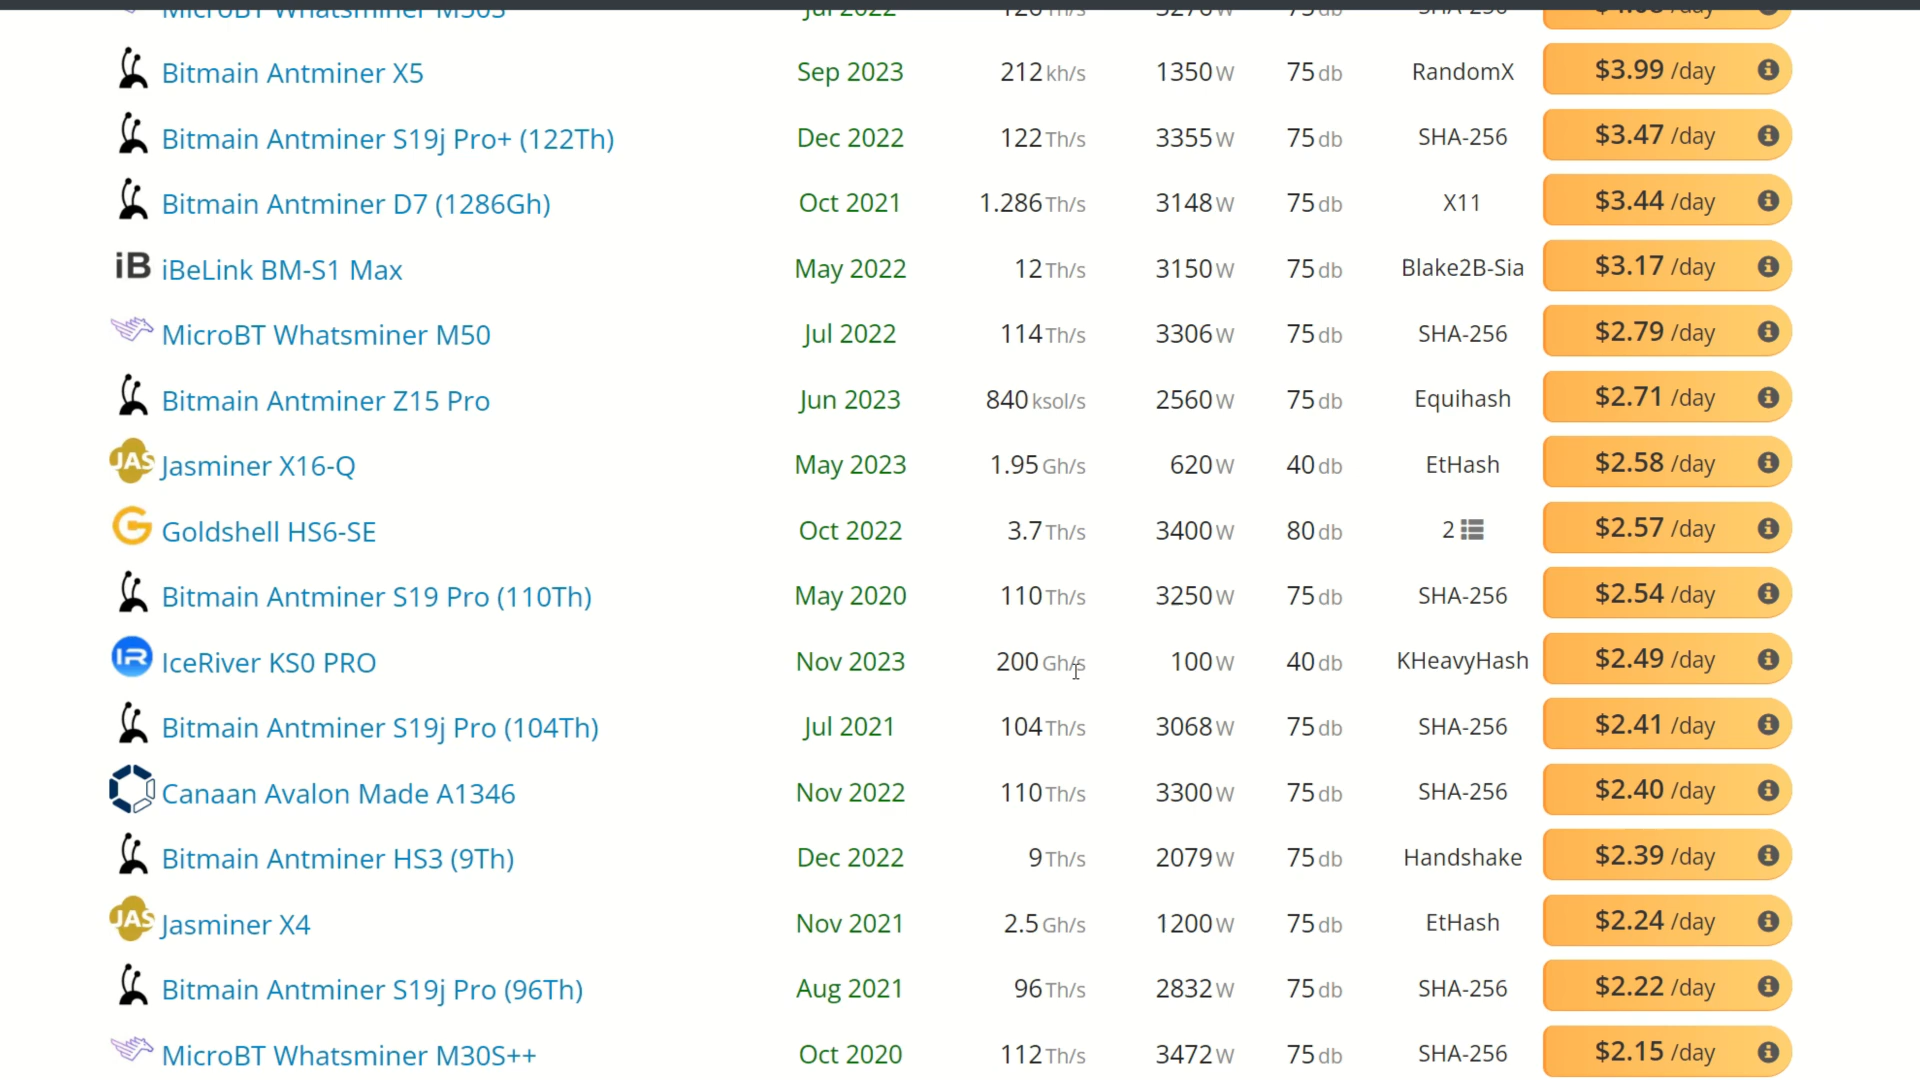 MicroBT Whatsminer M50S Jul 2022 126 Th/s 3276 W 75 db SHA-256
Bitmain Antminer X5 Sep 2023 212 kh/s 1350 W 75 db RandomX $3.99 /day
Bitmain Antminer S19j Pro+ (122Th) Dec 2022 122 Th/s 3355 W 75 db SHA-256 $3.47 /day
Bitmain Antminer D7 (1286Gh) Oct 2021 1.286 Th/s 3148 W 75 db X11 $3.44 /day
iB iBeLink BM-S1 Max May 2022 12 Th/s 3150 W 75 db Blake2B-Sia $3.17 /day
MicroBT Whatsminer M50 Jul 2022 114 Th/s 3306 W 75 db SHA-256 $2.79 /day
Bitmain Antminer Z15 Pro Jun 2023 840 ksol/s 2560 W 75 db Equihash $2.71 /day
JAS Jasminer X16-Q May 2023 1.95 Gh/s 620 W 40 db EtHash $2.58 /day
Goldshell HS6-SE Oct 2022 3.7 Th/s 3400 W 80 db 2 $2.57 /day
Bitmain Antminer S19 Pro (110Th) May 2020 110 Th/s 3250 W 75 db SHA-256 $2.54 /day
IR IceRiver KS0 PRO Nov 2023 200 Gh/s 100 W 40 db KHeavyHash $2.49 /day
Bitmain Antminer S19j Pro (104Th) Jul 2021 104 Th/s 3068 W 75 db SHA-256 $2.41 /day
Canaan Avalon Made A1346 Nov 2022 110 Th/s 3300 W 75 db SHA-256 $2.40 /day
Bitmain Antminer HS3 (9Th) Dec 2022 9 Th/s 2079 W 75 db Handshake $2.39 /day
JAS Jasminer X4 Nov 2021 2.5 Gh/s 1200 W 75 db EtHash $2.24 /day
Bitmain Antminer S19j Pro (96Th) Aug 2021 96 Th/s 2832 W 75 db SHA-256 $2.22 /day
MicroBT Whatsminer M30S++ Oct 2020 112 Th/s 3472 W 75 db SHA-256 $2.15 /day